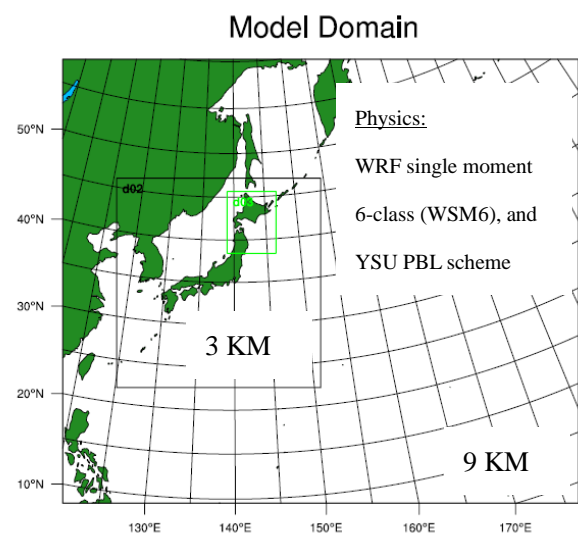 Model Domain
50°N
40°N
30°N
20°N
10°N
130°E
140°E
150°E
160°E
170°E
d02
d03
Physics:
WRF single moment
6-class (WSM6), and
YSU PBL scheme
3 KM
9 KM